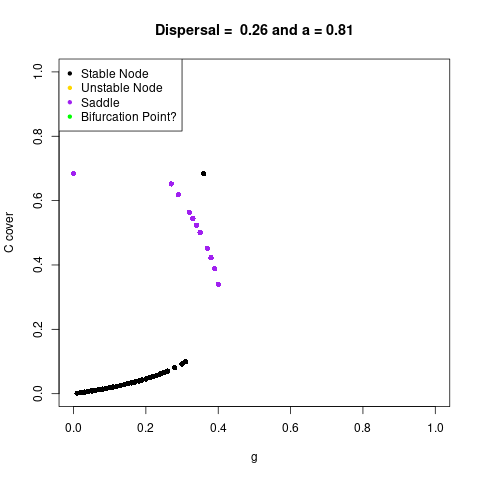 Dispersal =  0.26 and a = 0.81
Stable Node
Unstable Node
Saddle
Bifurcation Point?
C cover
1.0
0.8
0.6
0.4
0.2
0.0
0.0 0.2 0.4 0.6 0.8 1.0
g